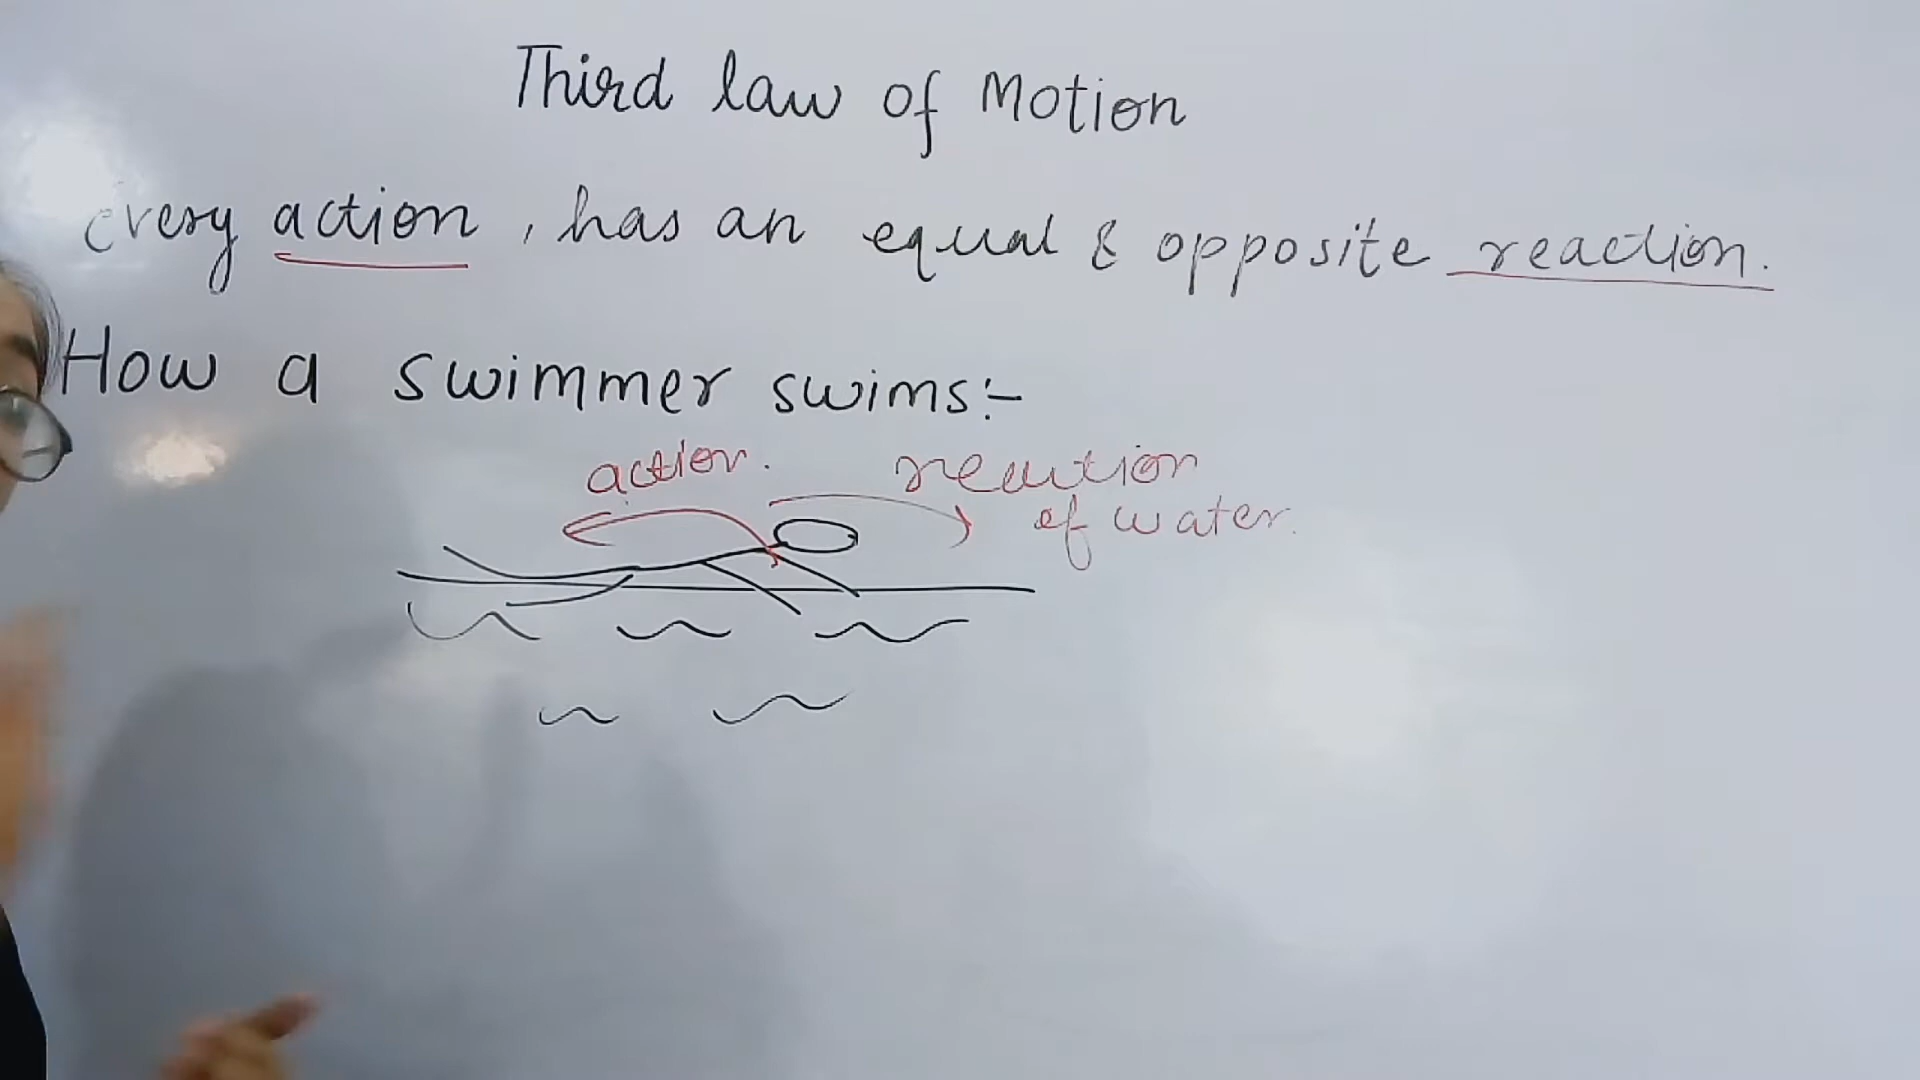 Third law of Motion
every action, has an equal & opposite reaction.
How a swimmer swims:-
action.
reaction
of water.